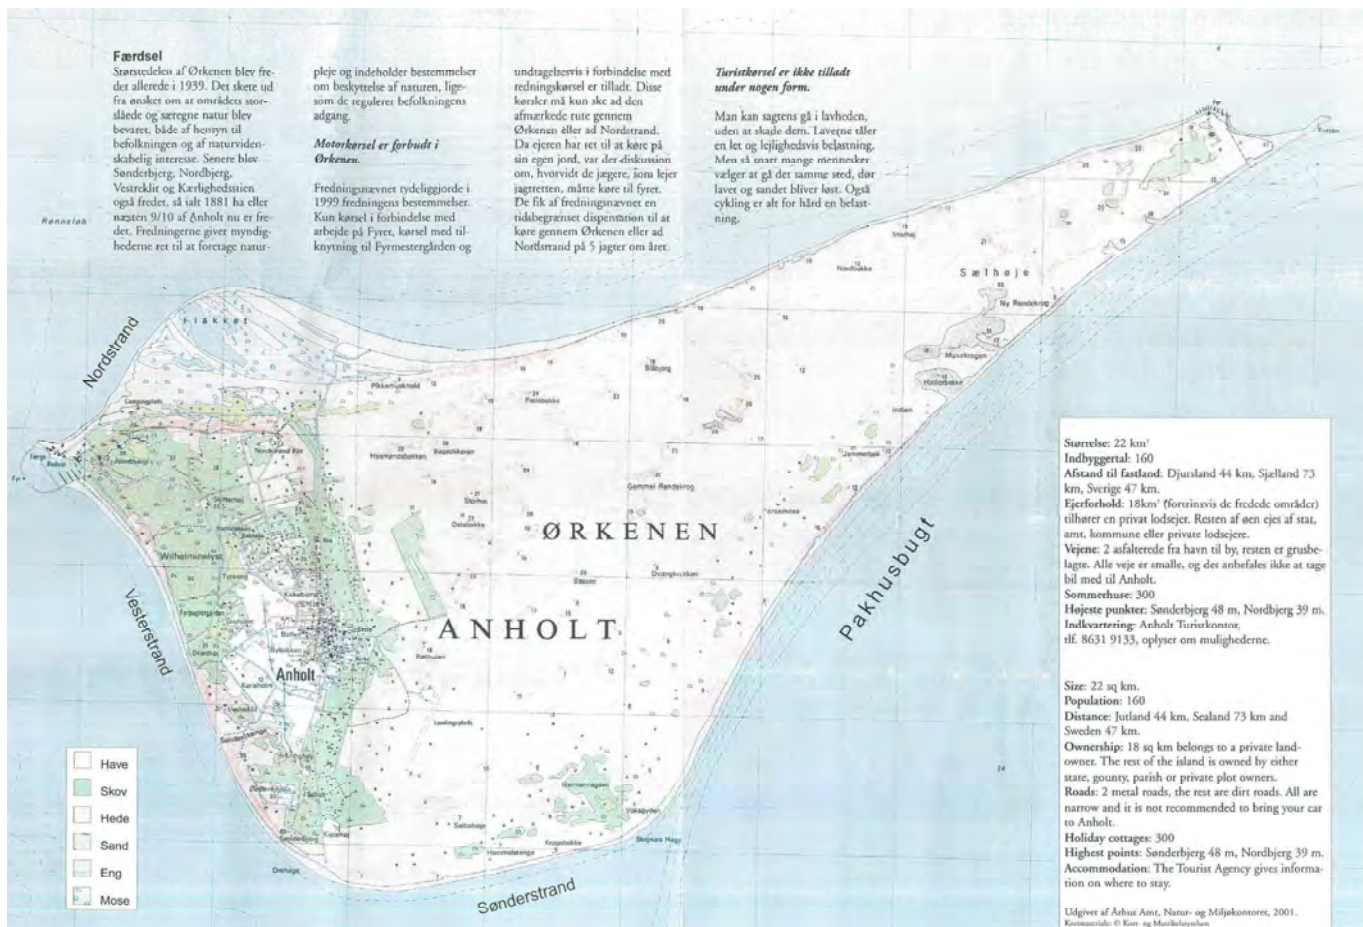 Færdsel
Størstedelen af Ørkenen blev fre-
det allerede i 1939. Det skete ud
fra ønsket om at områdets stor-
slåede og særegne natur blev
bevaret, både af hensyn til
befolkningen og af naturviden-
skabelig interesse. Senere blev
Sønderbjerg, Nordbjerg,
Vestreklit og Kærlighedsstien
også fredet, så ialt 1881 ha eller
næsten 9/10 af Anholt nu er fre-
det. Fredningerne giver myndig-
hederne ret til at foretage natur-
pleje og indeholder bestemmelser
om beskyttelse af naturen, lige-
som de regulerer befolkningens
adgang.
Motorkørsel er forbudt i
Ørkenen.
Fredningsnævnet tydeliggjorde i
1999 fredningens bestemmelser.
Kun kørsel i forbindelse med
arbejde på Fyret, kørsel med til-
knytning til Fyrmestergården og
undtagelsesvis i forbindelse med
redningskørsel er tilladt. Disse
kørsler må kun ske ad den
afmærkede rute gennem
Ørkenen eller ad Nordstrand.
Da ejeren har ret til at køre på
sin egen jord, var der diskussion
om, hvorvidt de jægere, som lejer
jagtretten, måtte køre til fyret.
De fik af fredningsnævnet en
tidsbegrænset dispensation til at
køre gennem Ørkenen eller ad
Nordstrand på 5 jagter om året.
Turistkørsel er ikke tilladt
under nogen form.
Man kan sagtens gå i lavheden,
uden at skade dem. Laverne tåler
en let og lejlighedsvis belastning.
Men så snart mange mennesker
vælger at gå det samme sted, dør
lavet og sandet bliver løst. Også
cykling er alt for hård en belast-
ning.
Rønneløb
Flakket
Nordstrand
Sælhøje
Ny Rendekrog
Nordbakke
Gammel Rendekrog
Wilhelminelyst
ØRKENEN
ANHOLT
Anholt
Vesterstrand
Pakhusbugt
Sønderstrand
Have
Skov
Hede
Sand
Eng
Mose
Størrelse: 22 km²
Indbyggertal: 160
Afstand til fastland: Djursland 44 km, Sjælland 73
km, Sverige 47 km.
Ejerforhold: 18km² (fortrinsvis de fredede områder)
tilhører en privat lodsejer. Resten af øen ejes af stat,
amt, kommune eller private lodsejere.
Vejene: 2 asfalterede fra havn til by, resten er grusbe-
lagte. Alle veje er smalle, og det anbefales ikke at tage
bil med til Anholt.
Sommerhuse: 300
Højeste punkter: Sønderbjerg 48 m, Nordbjerg 39 m.
Indkvartering: Anholt Turistkontor,
tlf. 8631 9133, oplyser om mulighederne.
Size: 22 sq km.
Population: 160
Distance: Jutland 44 km, Sealand 73 km and
Sweden 47 km.
Ownership: 18 sq km belongs to a private land-
owner. The rest of the island is owned by either
state, gounty, parish or private plot owners.
Roads: 2 metal roads, the rest are dirt roads. All are
narrow and it is not recommended to bring your car
to Anholt.
Holiday cottages: 300
Highest points: Sønderbjerg 48 m, Nordbjerg 39 m.
Accommodation: The Tourist Agency gives informa-
tion on where to stay.
Udgivet af Århus Amt, Natur- og Miljøkontoret, 2001.
Kortmateriale: © Kort- og Matrikelstyrelsen